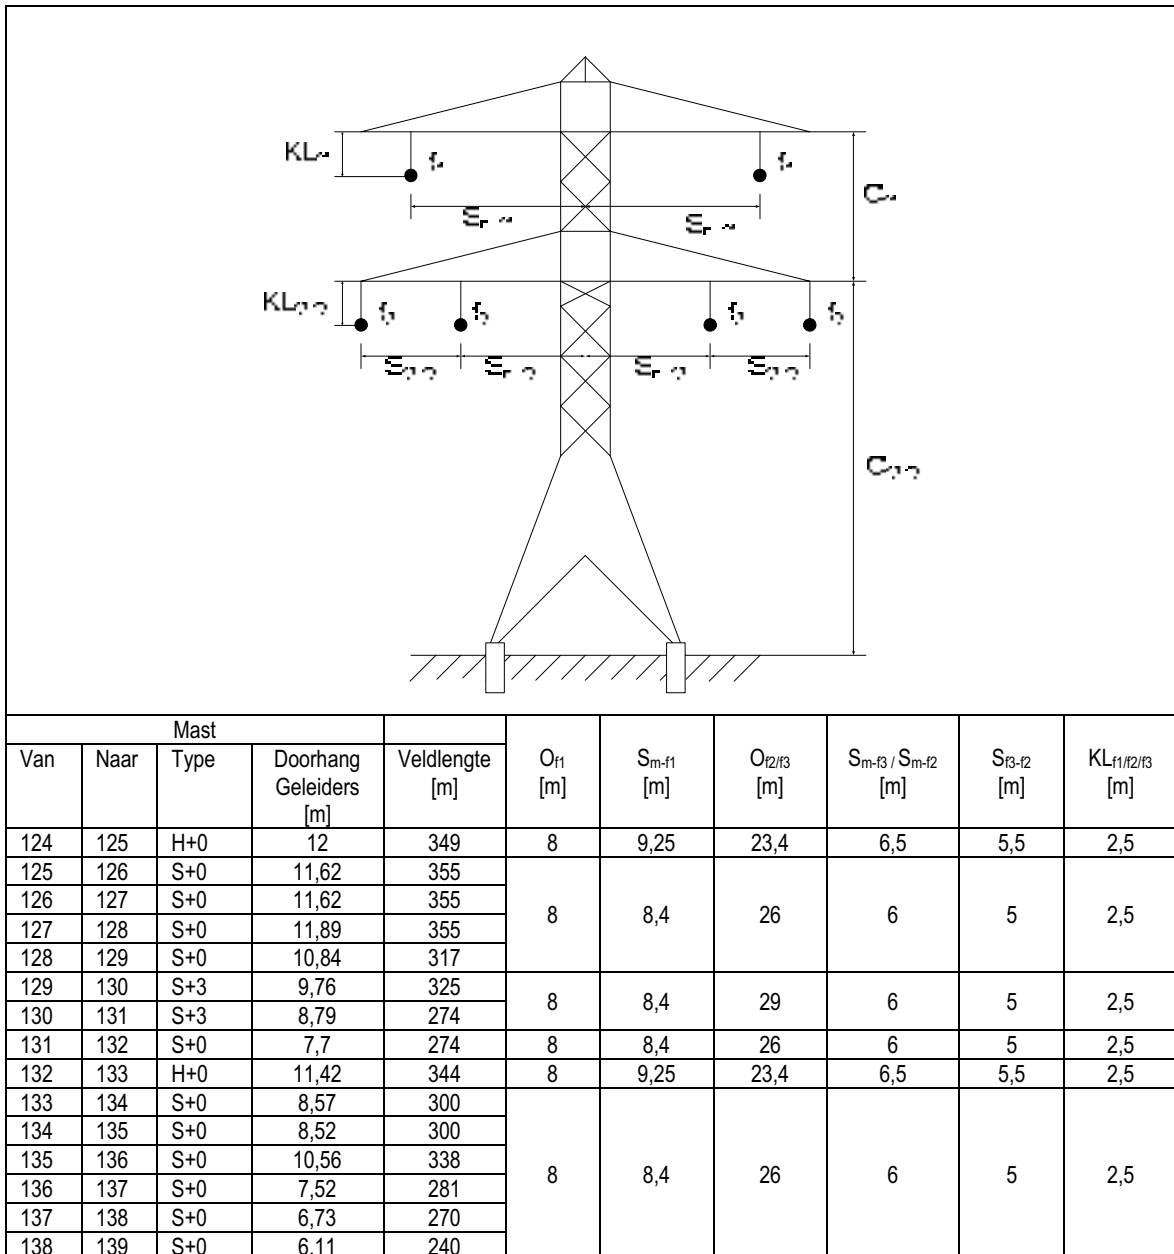 KL
KL
Mast
Van Naar Type Doorhang Geleiders [m] Veldlengte [m] Of1 [m] Sm-f1 [m] Of2/f3 [m] Sm-f3 / Sm-f2 [m] Sf3-f2 [m] KLf1/f2/f3 [m]
124 125 H+0 12 349 8 9,25 23,4 6,5 5,5 2,5
125 126 S+0 11,62 355
126 127 S+0 11,62 355
127 128 S+0 11,89 355
8 8,4 26 6 5 2,5
128 129 S+0 10,84 317
129 130 S+3 9,76 325
8 8,4 29 6 5 2,5
130 131 S+3 8,79 274
131 132 S+0 7,7 274 8 8,4 26 6 5 2,5
132 133 H+0 11,42 344 8 9,25 23,4 6,5 5,5 2,5
133 134 S+0 8,57 300
134 135 S+0 8,52 300
135 136 S+0 10,56 338
8 8,4 26 6 5 2,5
136 137 S+0 7,52 281
137 138 S+0 6,73 270
138 139 S+0 6,11 240